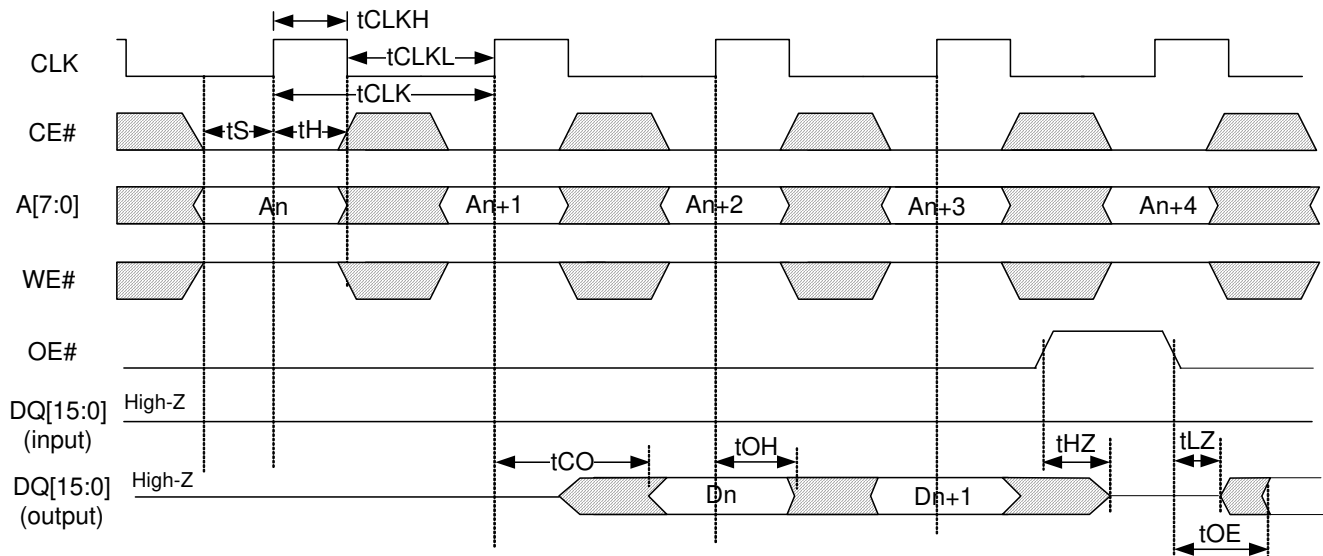 tCLKH
CLK
tCLKL
tCLK
CE#
tS
tH
A[7:0]
An
An+1
An+2
An+3
An+4
WE#
OE#
DQ[15:0]
(input)
High-Z
tHZ
tLZ
tCO
tOH
DQ[15:0]
(output)
High-Z
Dn
Dn+1
tOE